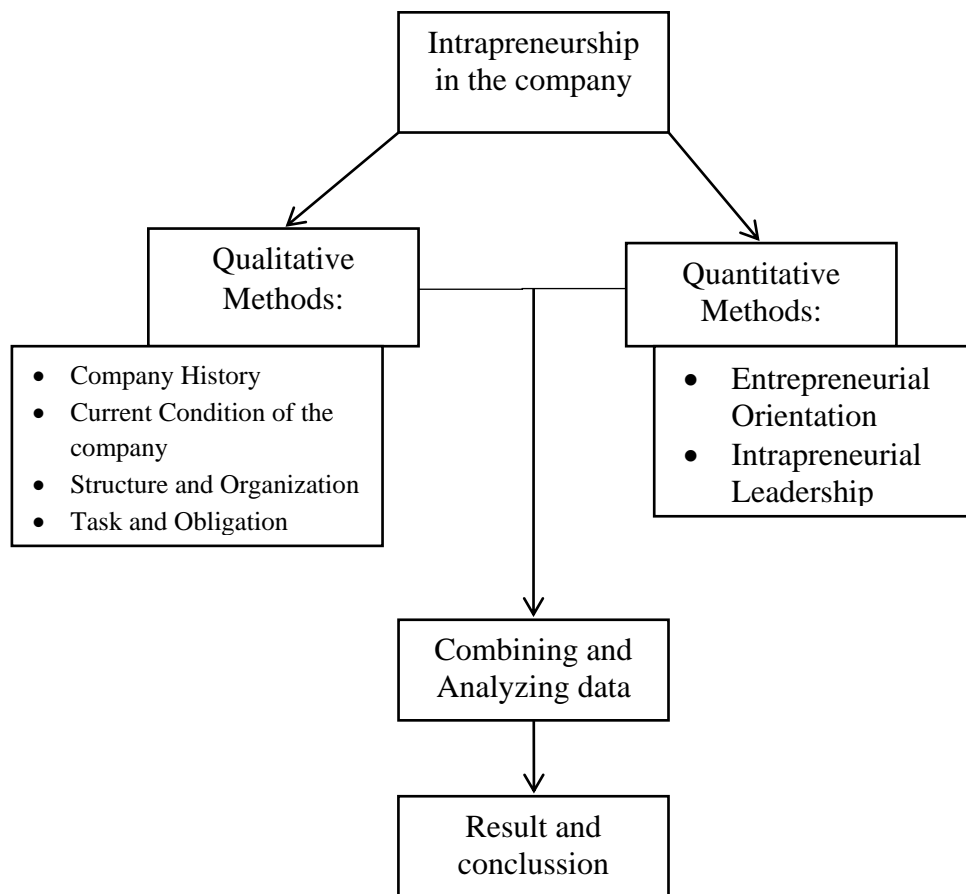 Intrapreneurship
in the company
Qualitative
Methods:
• Company History
• Current Condition of the
company
• Structure and Organization
• Task and Obligation
Quantitative
Methods:
• Entrepreneurial
Orientation
• Intrapreneurial
Leadership
Combining and
Analyzing data
Result and
conclussion